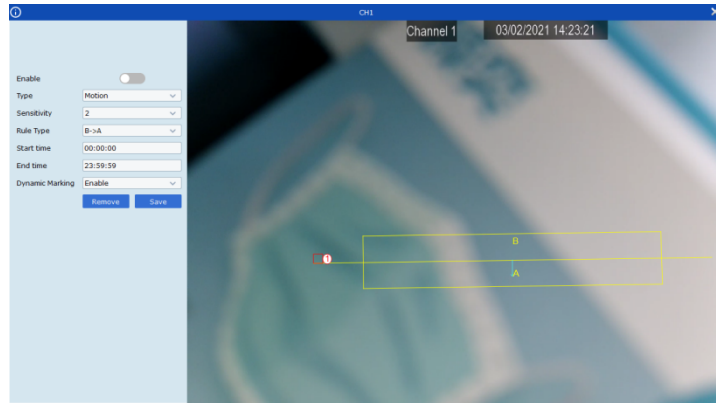 CH1
Channel 1
03/02/2021 14:23:21
Enable
Type Motion
Sensitivity 2
Rule Type B->A
Start time 00:00:00
End time 23:59:59
Dynamic Marking Enable
Remove Save
B
1
A